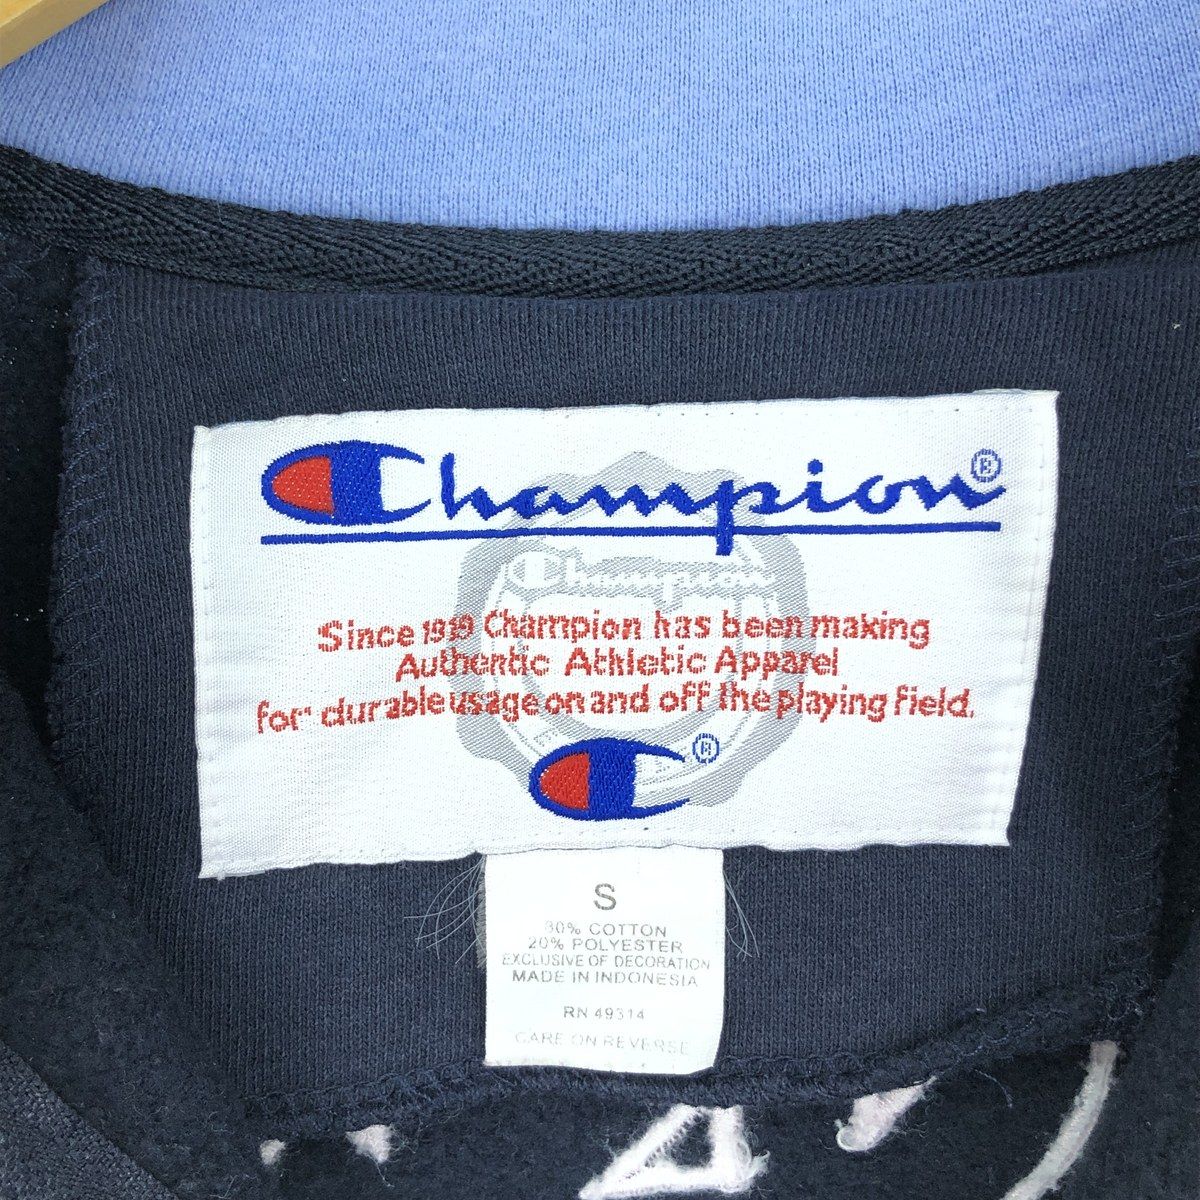 Champion®
Champion
Since 1919 Champion has been making
Authentic Athletic Apparel
for durable usage on and off the playing field.
®
S
80% COTTON
20% POLYESTER
EXCLUSIVE OF DECORATION
MADE IN INDONESIA
RN 49314
CARE ON REVERSE